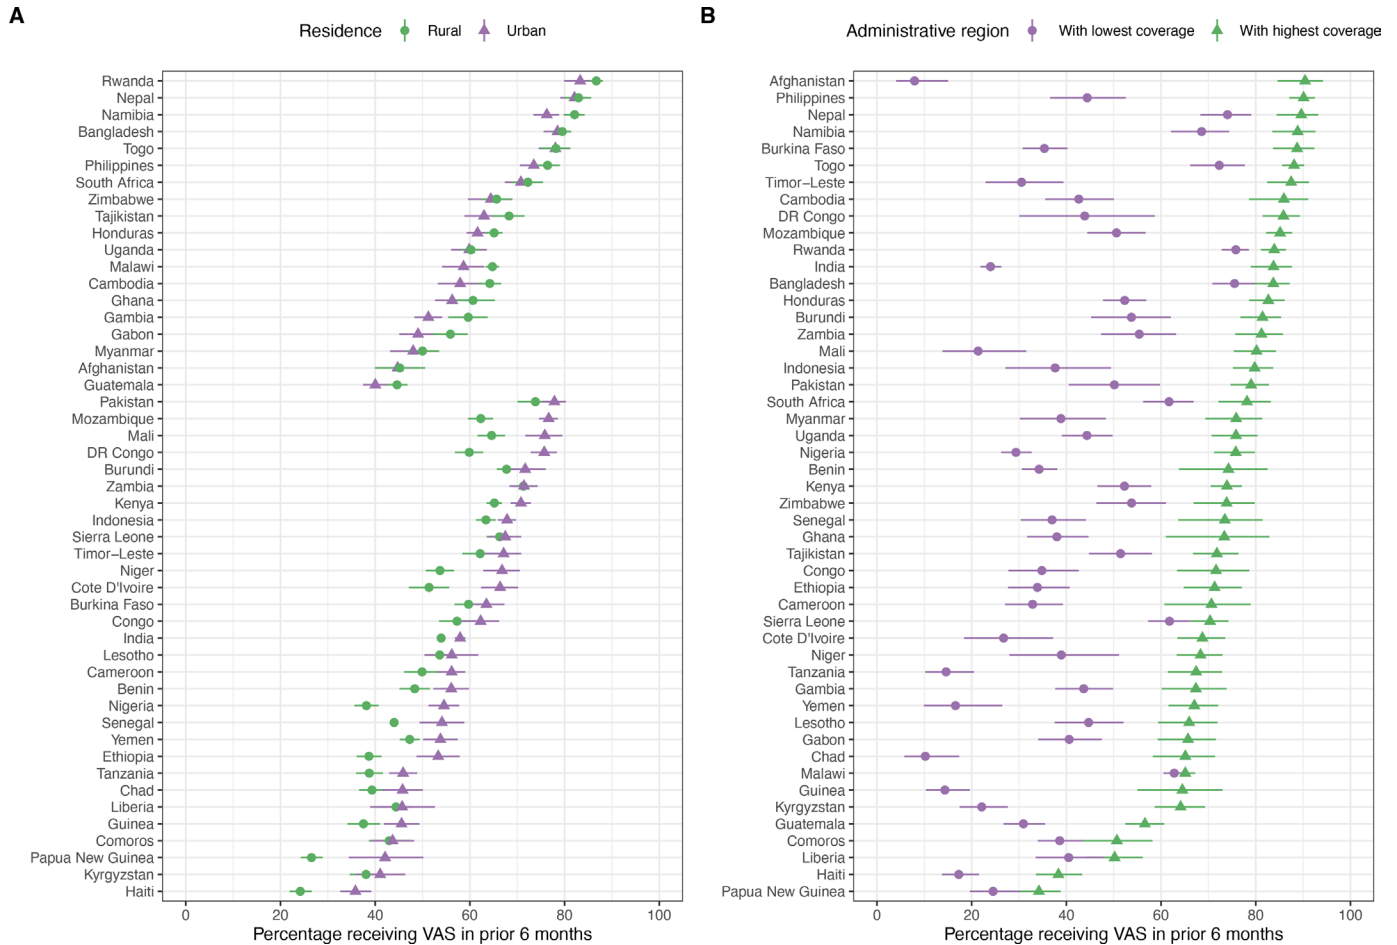 A
Residence Rural Urban
Rwanda
Nepal
Namibia
Bangladesh
Togo
Philippines
South Africa
Zimbabwe
Tajikistan
Honduras
Uganda
Malawi
Cambodia
Ghana
Gambia
Gabon
Myanmar
Afghanistan
Guatemala
Pakistan
Mozambique
Mali
DR Congo
Burundi
Zambia
Kenya
Indonesia
Sierra Leone
Timor−Leste
Niger
Cote D'Ivoire
Burkina Faso
Congo
India
Lesotho
Cameroon
Benin
Nigeria
Senegal
Yemen
Ethiopia
Tanzania
Chad
Liberia
Guinea
Comoros
Papua New Guinea
Kyrgyzstan
Haiti
0 20 40 60 80 100
Percentage receiving VAS in prior 6 months
B
Administrative region With lowest coverage With highest coverage
Afghanistan
Philippines
Nepal
Namibia
Burkina Faso
Togo
Timor−Leste
Cambodia
DR Congo
Mozambique
Rwanda
India
Bangladesh
Honduras
Burundi
Zambia
Mali
Indonesia
Pakistan
South Africa
Myanmar
Uganda
Nigeria
Benin
Kenya
Zimbabwe
Senegal
Ghana
Tajikistan
Congo
Ethiopia
Cameroon
Sierra Leone
Cote D'Ivoire
Niger
Tanzania
Gambia
Yemen
Lesotho
Gabon
Chad
Malawi
Guinea
Kyrgyzstan
Guatemala
Comoros
Liberia
Haiti
Papua New Guinea
0 20 40 60 80 100
Percentage receiving VAS in prior 6 months